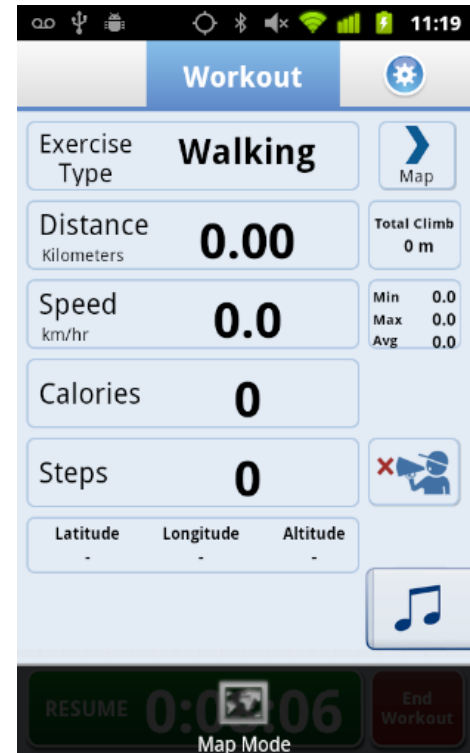 11:19
Workout
Exercise
Type
Walking
Map
Distance
Kilometers
0.00
Total Climb
0 m
Speed
km/hr
0.0
Min 0.0
Max 0.0
Avg 0.0
Calories
0
Steps
0
Latitude Longitude Altitude
- - -
RESUME
End
Workout
Map Mode